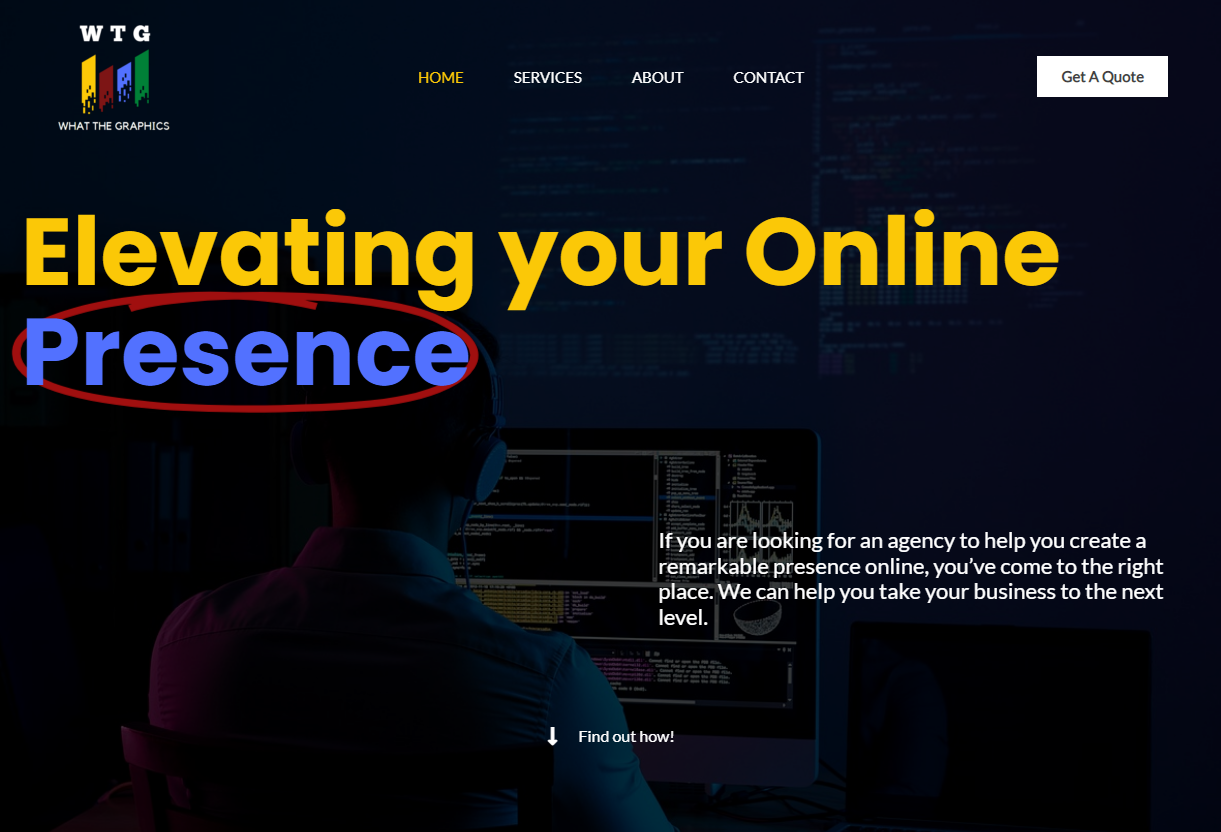 WTG
WHAT THE GRAPHICS
HOME
SERVICES
ABOUT
CONTACT
Get A Quote
Elevating your Online
Presence
If you are looking for an agency to help you create a
remarkable presence online, you’ve come to the right
place. We can help you take your business to the next
level.
Find out how!